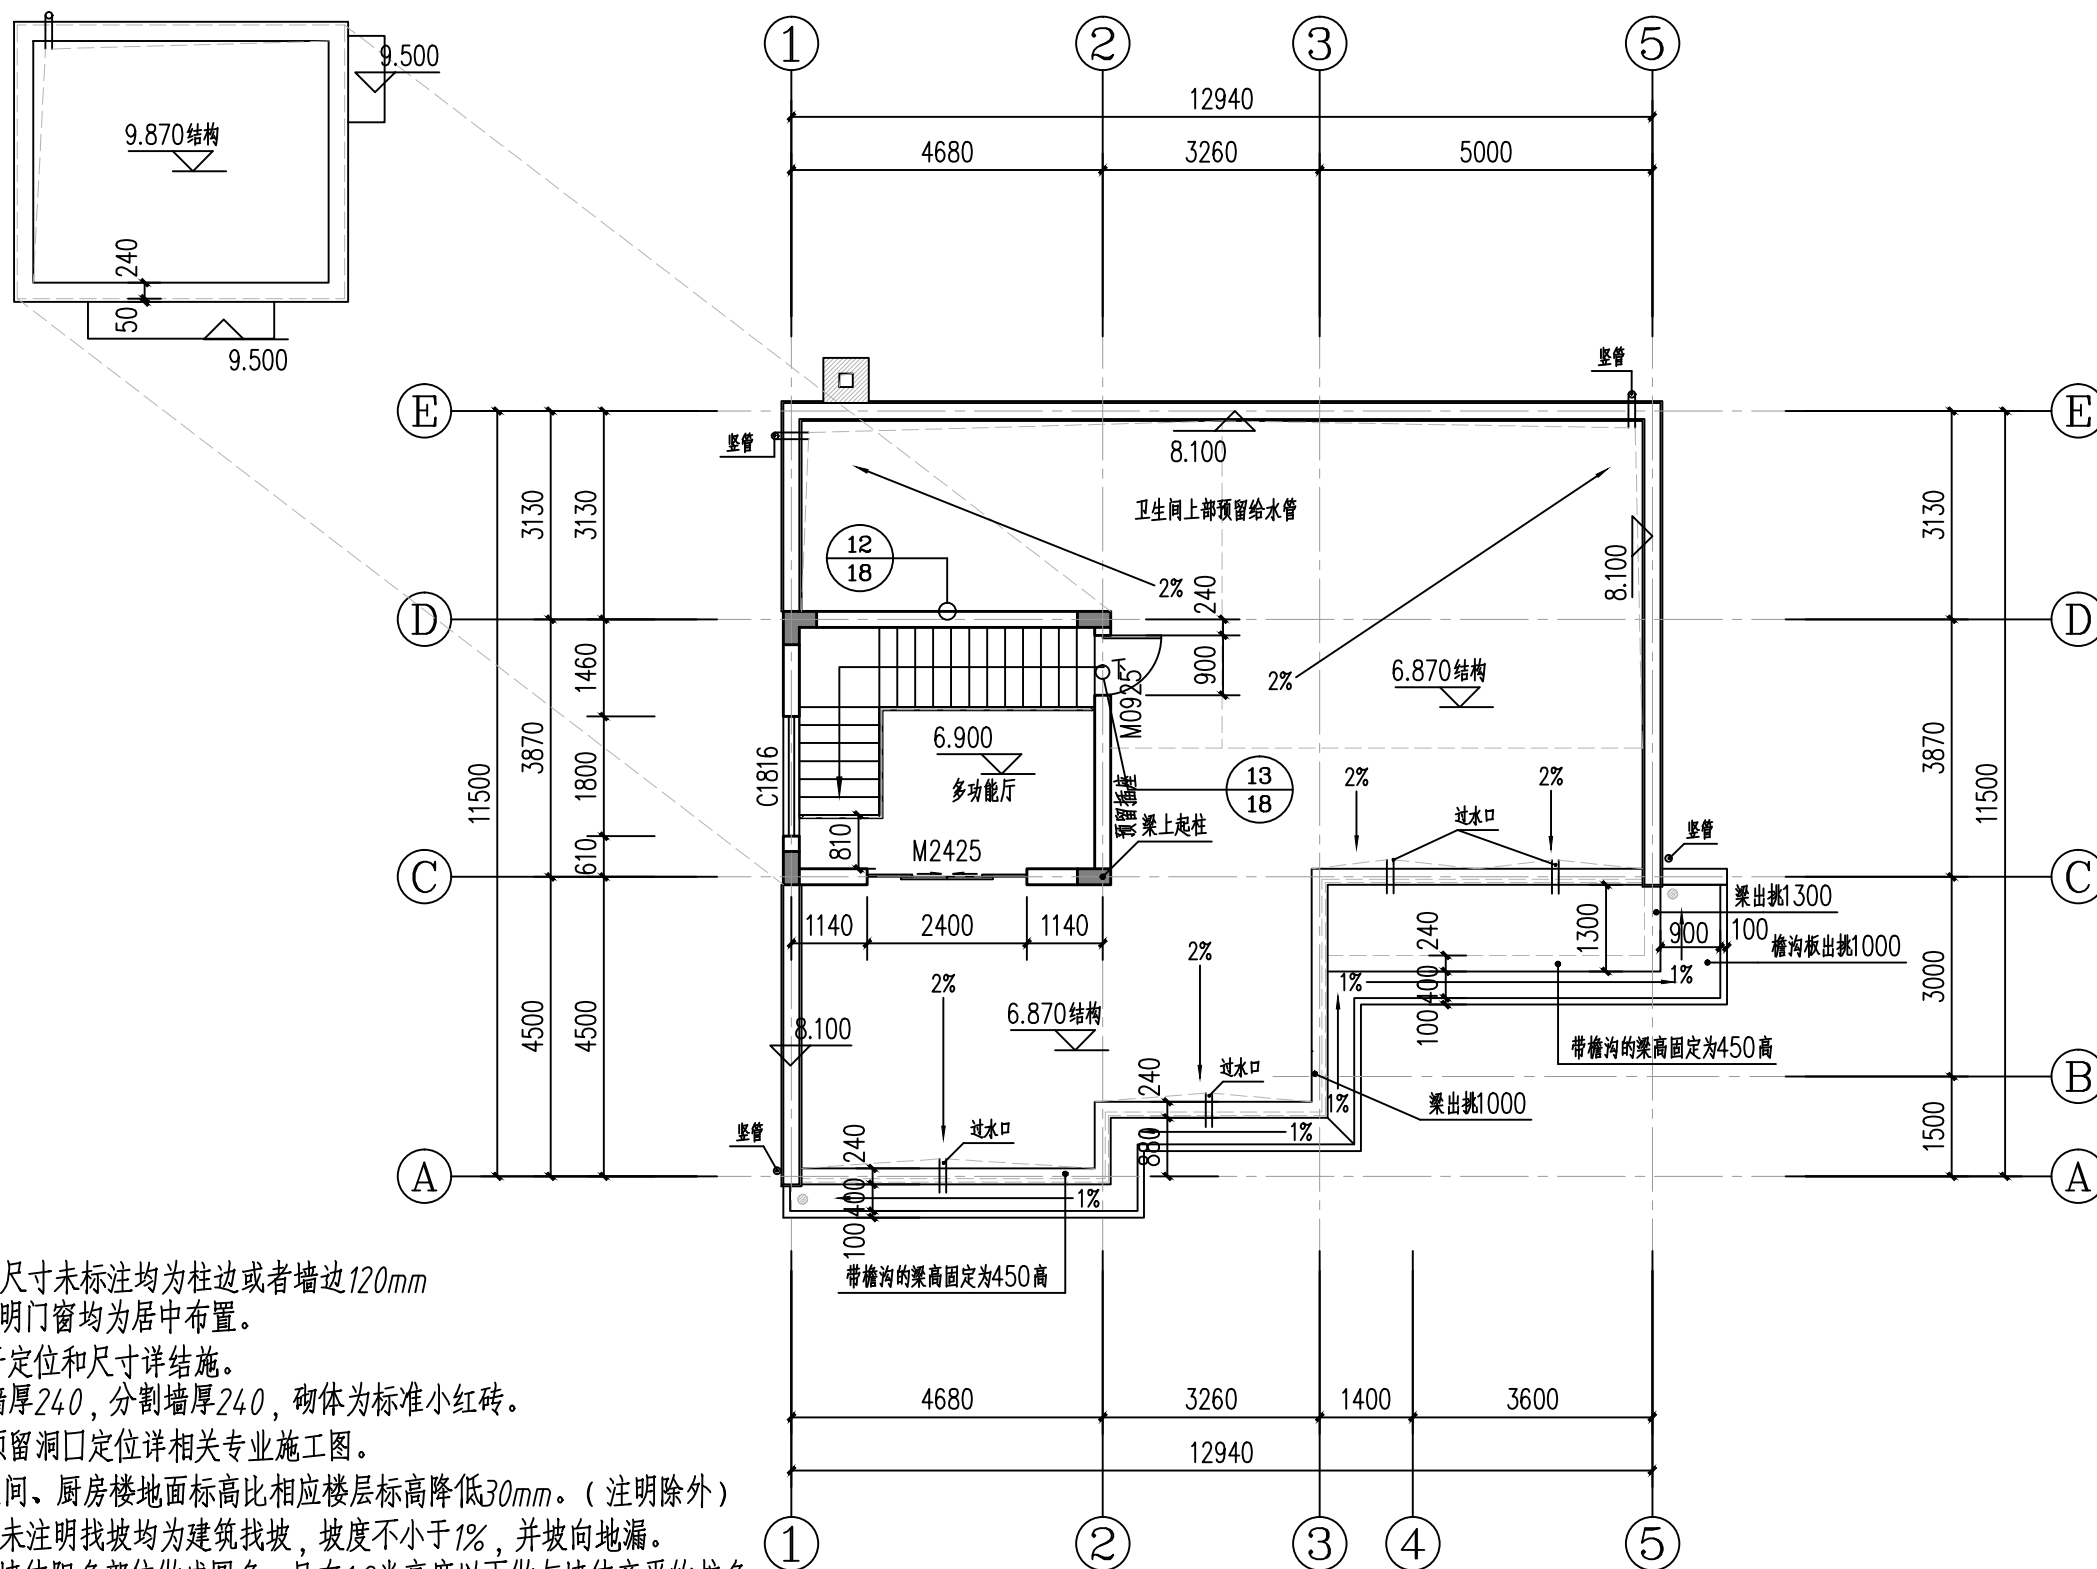 9.500
9.870结构
240
50
9.500
1
2
3
5
12940
4680
3260
5000
竖管
竖管
8.100
E
E
3130
3130
3130
卫生间上部预留给水管
12
18
2%
240
8.100
D
D
1460
900
下
M0925
2%
6.870结构
11500
3870
1800
C1816
6.900
多功能厅
13
18
2%
2%
3870
11500
预留插座
梁上起柱
过水口
竖管
610
810
M2425
C
C
梁出挑1300
1140
2400
1140
240
1300
900
100
檐沟板出挑1000
2%
2%
1%
1%
400
100
3000
4500
4500
8.100
6.870结构
带檐沟的梁高固定为450高
B
240
过水口
1%
梁出挑1000
竖管
240
过水口
880
1%
1500
A
A
400
1%
100
带檐沟的梁高固定为450高
尺寸未标注均为柱边或者墙边120mm
明门窗均为居中布置。
定位和尺寸详结施。
墙厚240，分割墙厚240，砌体为标准小红砖。
预留洞口定位详相关专业施工图。
间、厨房楼地面标高比相应楼层标高降低30mm。(注明除外)
未注明找坡均为建筑找坡，坡度不小于1%，并坡向地漏。
4680
3260
1400
3600
12940
1
2
3
4
5